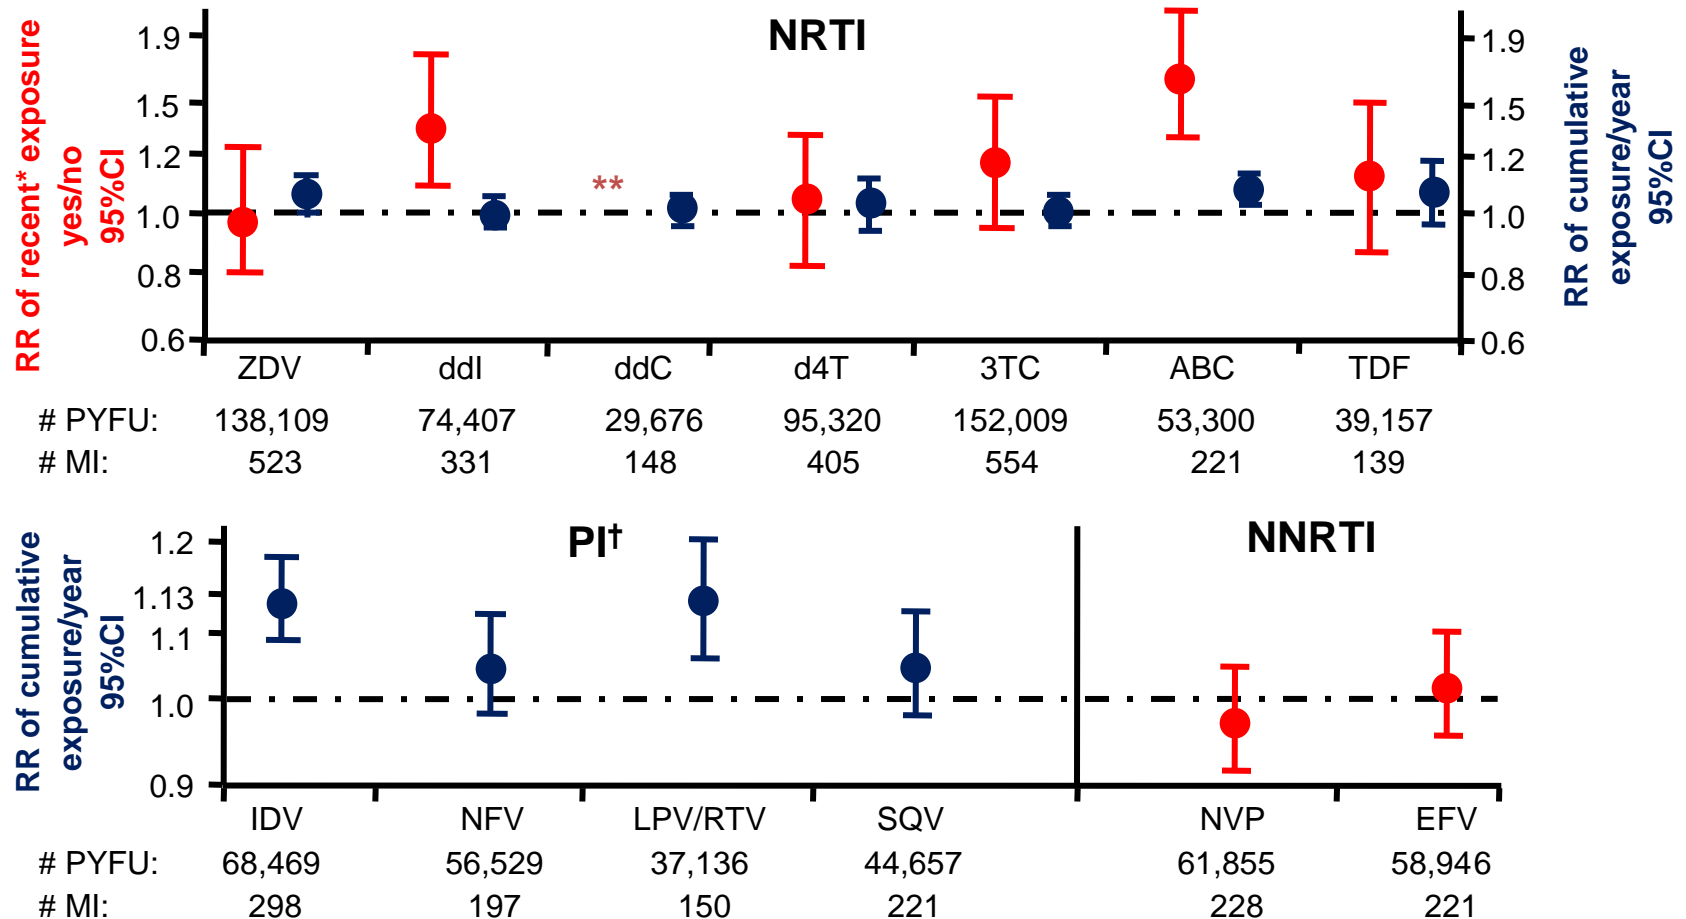 NRTI
RR of recent* exposure
yes/no
95%CI
1.9
1.5
1.2
1.0
0.8
0.6
**
1.9
1.5
1.2
1.0
0.8
0.6
RR of cumulative
exposure/year
95%CI
ZDV ddI ddC d4T 3TC ABC TDF
# PYFU: 138,109 74,407 29,676 95,320 152,009 53,300 39,157
# MI: 523 331 148 405 554 221 139
PI† NNRTI
RR of cumulative
exposure/year
95%CI
1.2
1.13
1.1
1.0
0.9
IDV NFV LPV/RTV SQV NVP EFV
# PYFU: 68,469 56,529 37,136 44,657 61,855 58,946
# MI: 298 197 150 221 228 221